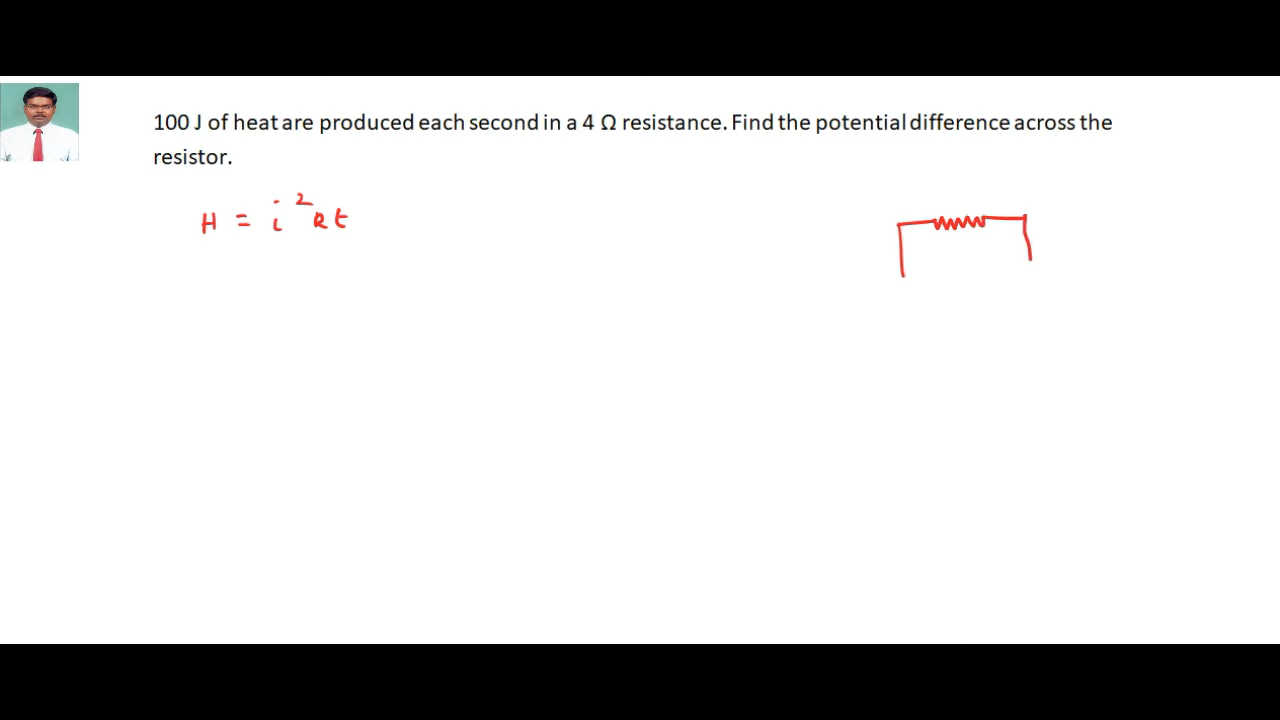 100 J of heat are produced each second in a 4 Ω resistance. Find the potential difference across the
resistor.
H = i²Rt